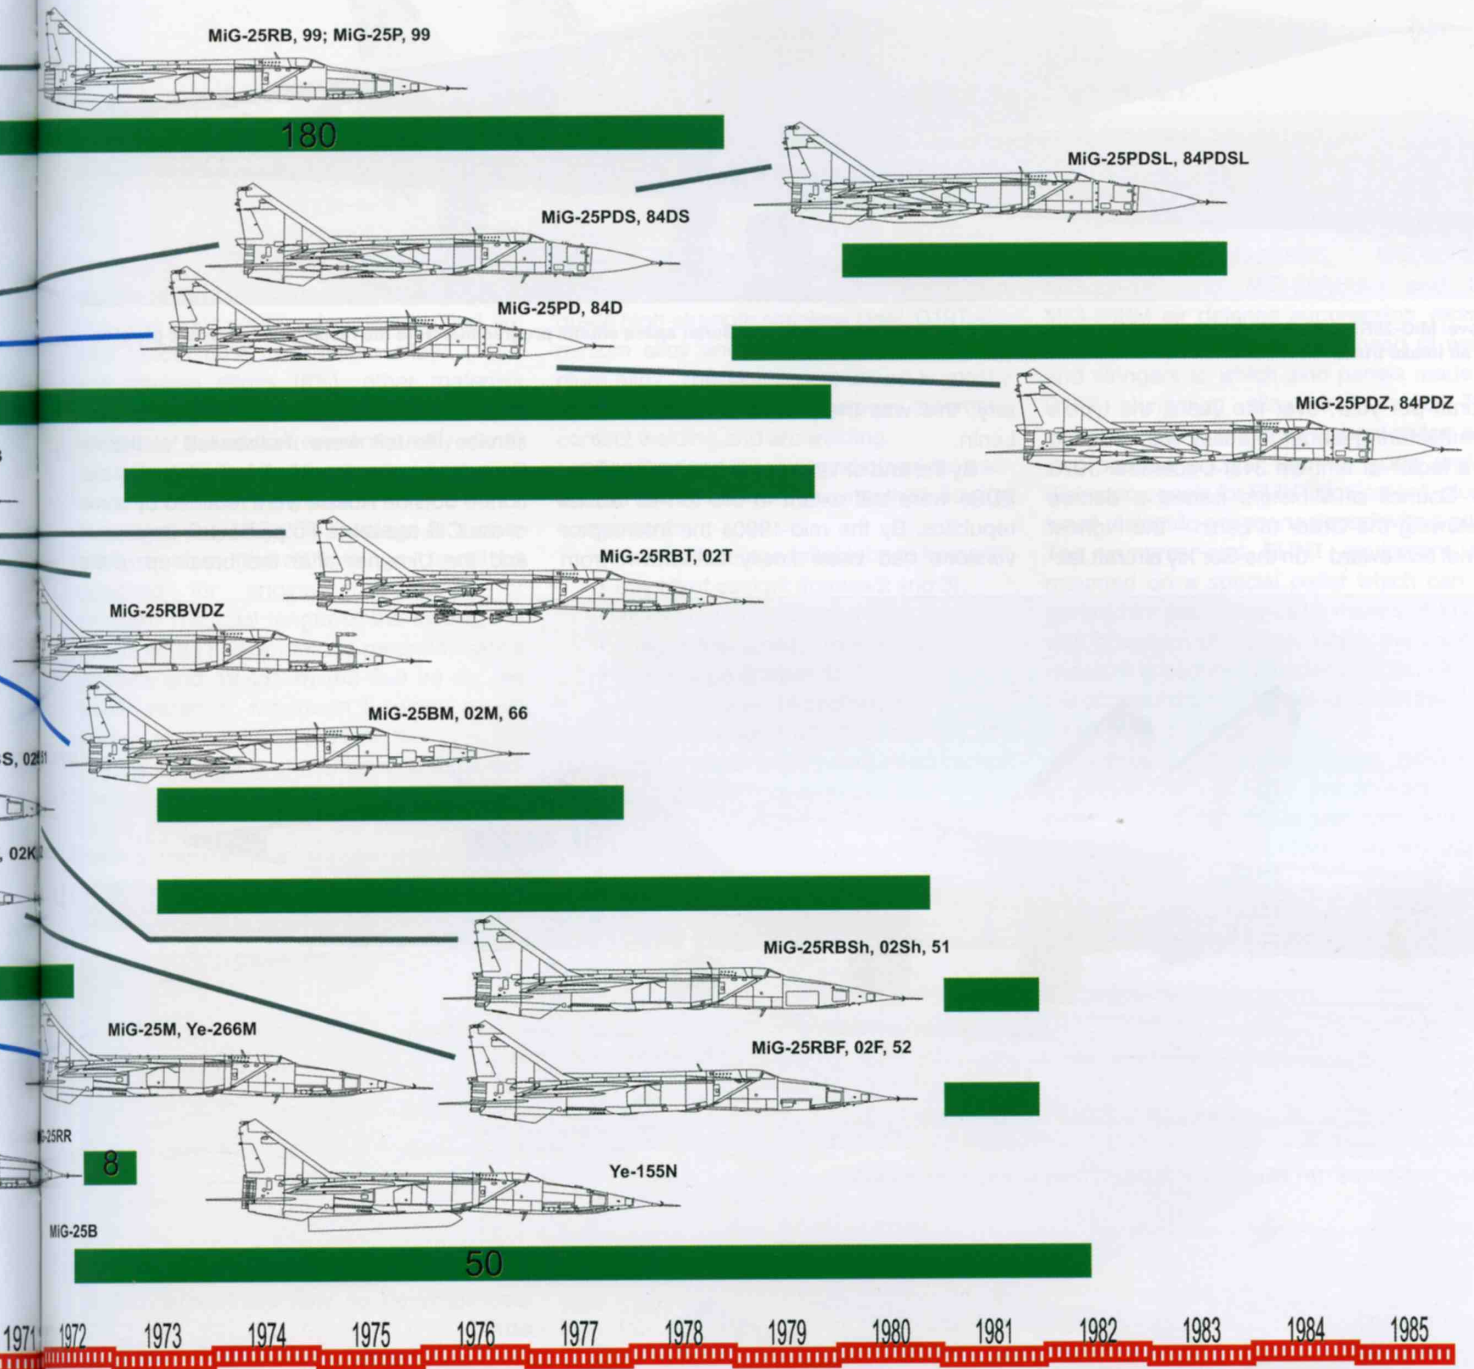 MiG-25RB, 99; MiG-25P, 99
180
MiG-25PDSL, 84PDSL
MiG-25PDS, 84DS
MiG-25PD, 84D
MiG-25PDZ, 84PDZ
MiG-25RBT, 02T
MiG-25RBVDZ
MiG-25BM, 02M, 66
, 02K
MiG-25RBSh, 02Sh, 51
MiG-25M, Ye-266M
MiG-25RBF, 02F, 52
-25RR
8
Ye-155N
MiG-25B
50
1971 1972 1973 1974 1975 1976 1977 1978 1979 1980 1981 1982 1983 1984 1985